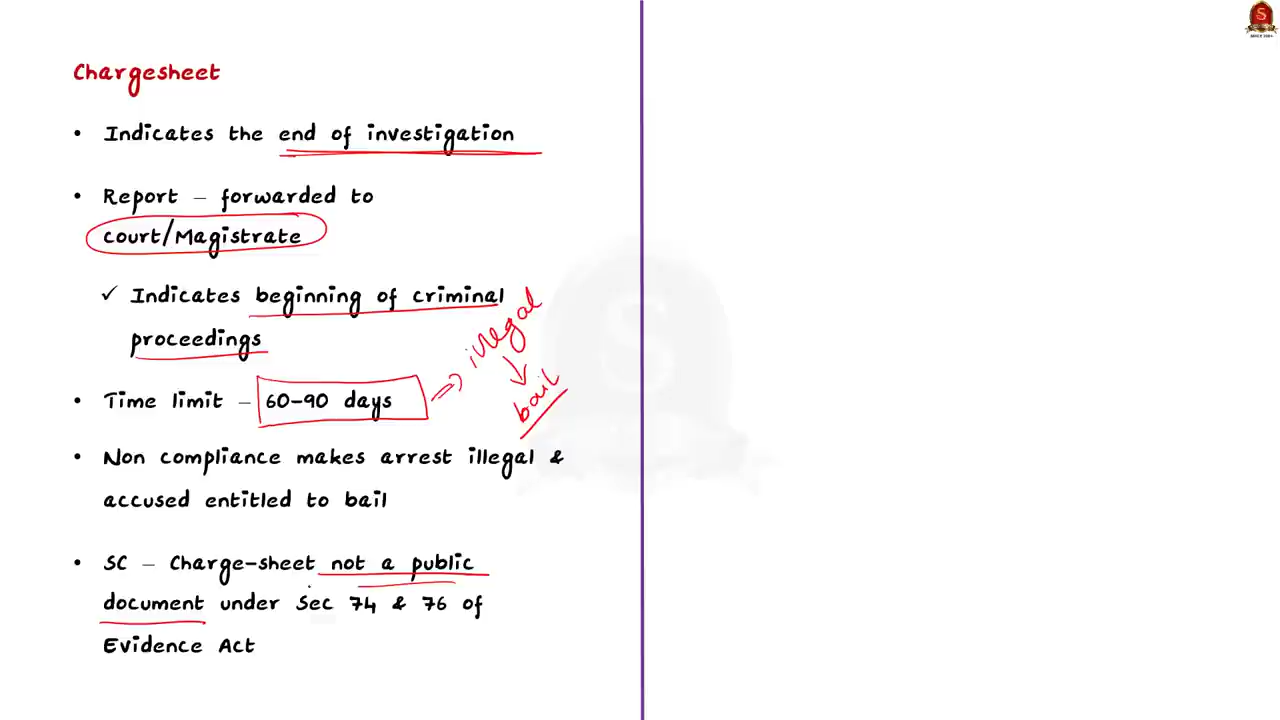 Chargesheet
• Indicates the end of investigation
• Report – forwarded to
court/Magistrate
✓ Indicates beginning of criminal
proceedings
illegal
• Time limit – 60-90 days
bail
• Non compliance makes arrest illegal &
accused entitled to bail
• SC – Charge-sheet not a public
document under Sec 74 & 76 of
Evidence Act
S